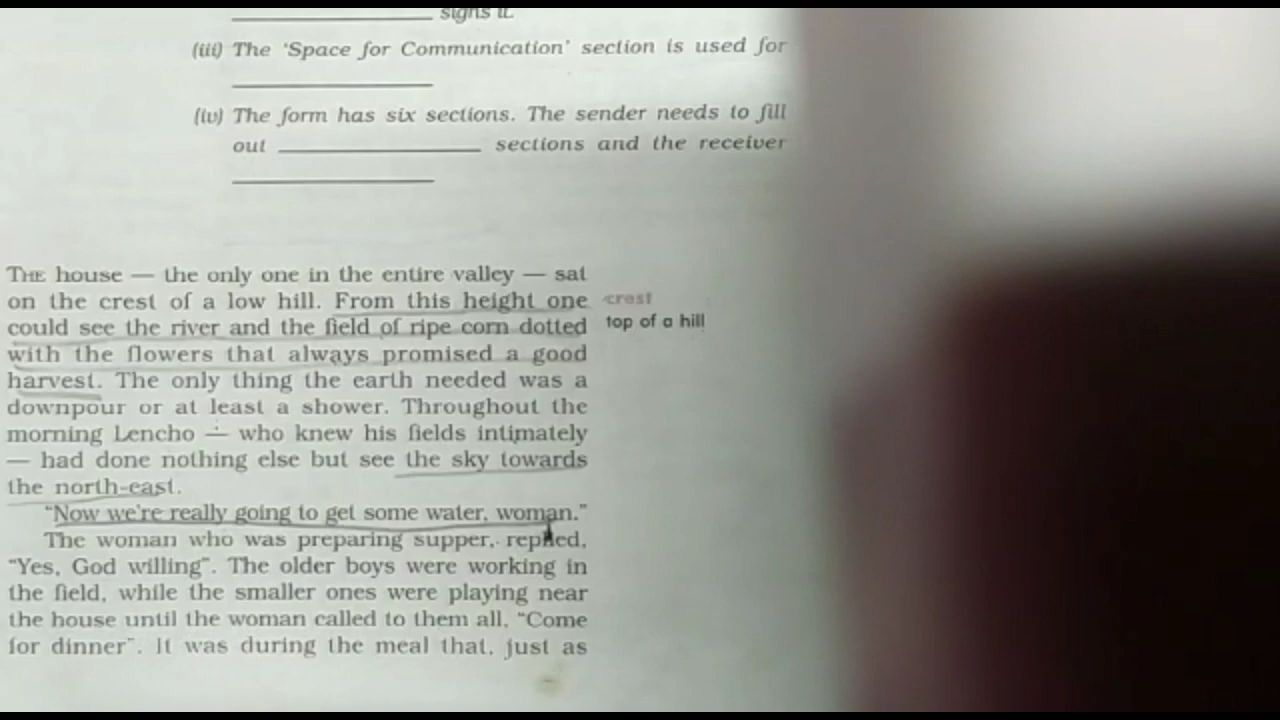 signs it.
(iii) The 'Space for Communication' section is used for
(iv) The form has six sections. The sender needs to fill
out ____________ sections and the receiver
THE house — the only one in the entire valley — sat
on the crest of a low hill. From this height one
could see the river and the field of ripe corn dotted
with the flowers that always promised a good
harvest. The only thing the earth needed was a
downpour or at least a shower. Throughout the
morning Lencho — who knew his fields intimately
— had done nothing else but see the sky towards
the north-east.
crest
top of a hill
"Now we're really going to get some water, woman."
The woman who was preparing supper, replied,
"Yes, God willing". The older boys were working in
the field, while the smaller ones were playing near
the house until the woman called to them all, "Come
for dinner". It was during the meal that, just as